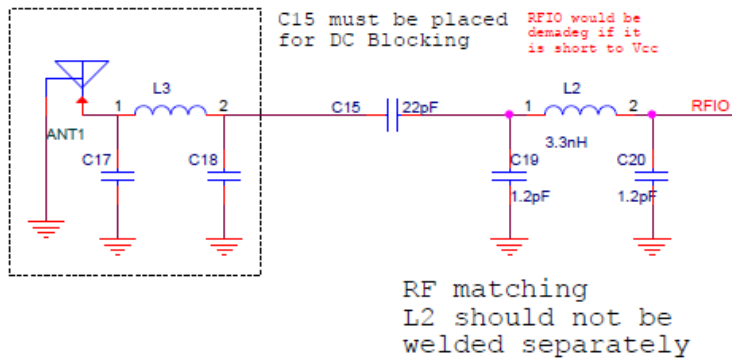 C15 must be placed
for DC Blocking
RFIO would be
demadeg if it
is short to Vcc
L3
1
2
ANT1
C17
C18
C15
22pF
L2
1
2
RFIO
3.3nH
C19
1.2pF
C20
1.2pF
RF matching
L2 should not be
welded separately